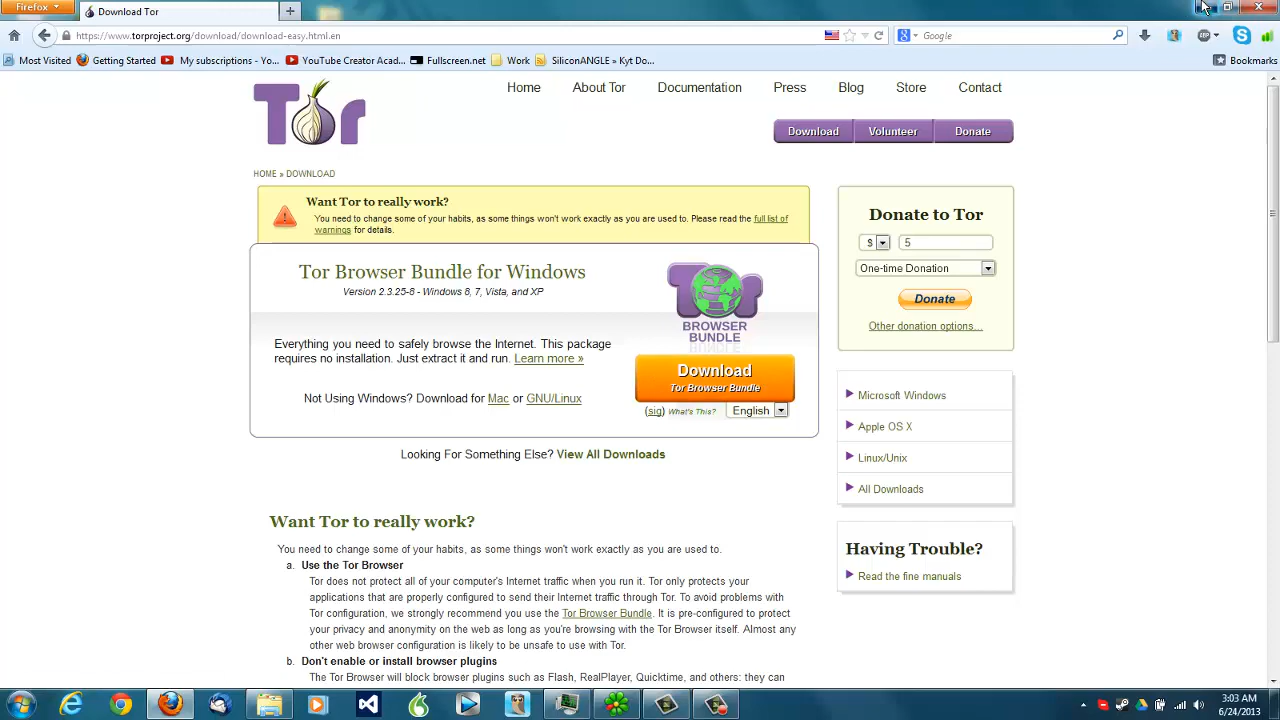 Firefox
Download Tor
https://www.torproject.org/download/download-easy.html.en
Google
ABP
Most Visited
Getting Started
My subscriptions - Yo...
YouTube Creator Acad...
Fullscreen.net
Work
SiliconANGLE » Kyt Do...
Bookmarks
Tor
Home
About Tor
Documentation
Press
Blog
Store
Contact
Download
Volunteer
Donate
HOME » DOWNLOAD
Want Tor to really work?
You need to change some of your habits, as some things won't work exactly as you are used to. Please read the full list of
warnings for details.
Tor Browser Bundle for Windows
Version 2.3.25-8 - Windows 8, 7, Vista, and XP
Everything you need to safely browse the Internet. This package
requires no installation. Just extract it and run. Learn more »
Not Using Windows? Download for Mac or GNU/Linux
Tor
BROWSER
BUNDLE
Download
Tor Browser Bundle
(sig) What's This?
English
Looking For Something Else? View All Downloads
Donate to Tor
$
5
One-time Donation
Donate
Other donation options...
Microsoft Windows
Apple OS X
Linux/Unix
All Downloads
Having Trouble?
Read the fine manuals
Want Tor to really work?
You need to change some of your habits, as some things won't work exactly as you are used to.
a. Use the Tor Browser
Tor does not protect all of your computer's Internet traffic when you run it. Tor only protects your
applications that are properly configured to send their Internet traffic through Tor. To avoid problems with
Tor configuration, we strongly recommend you use the Tor Browser Bundle. It is pre-configured to protect
your privacy and anonymity on the web as long as you're browsing with the Tor Browser itself. Almost any
other web browser configuration is likely to be unsafe to use with Tor.
b. Don't enable or install browser plugins
The Tor Browser will block browser plugins such as Flash, RealPlayer, Quicktime, and others: they can
3:03 AM
6/24/2013